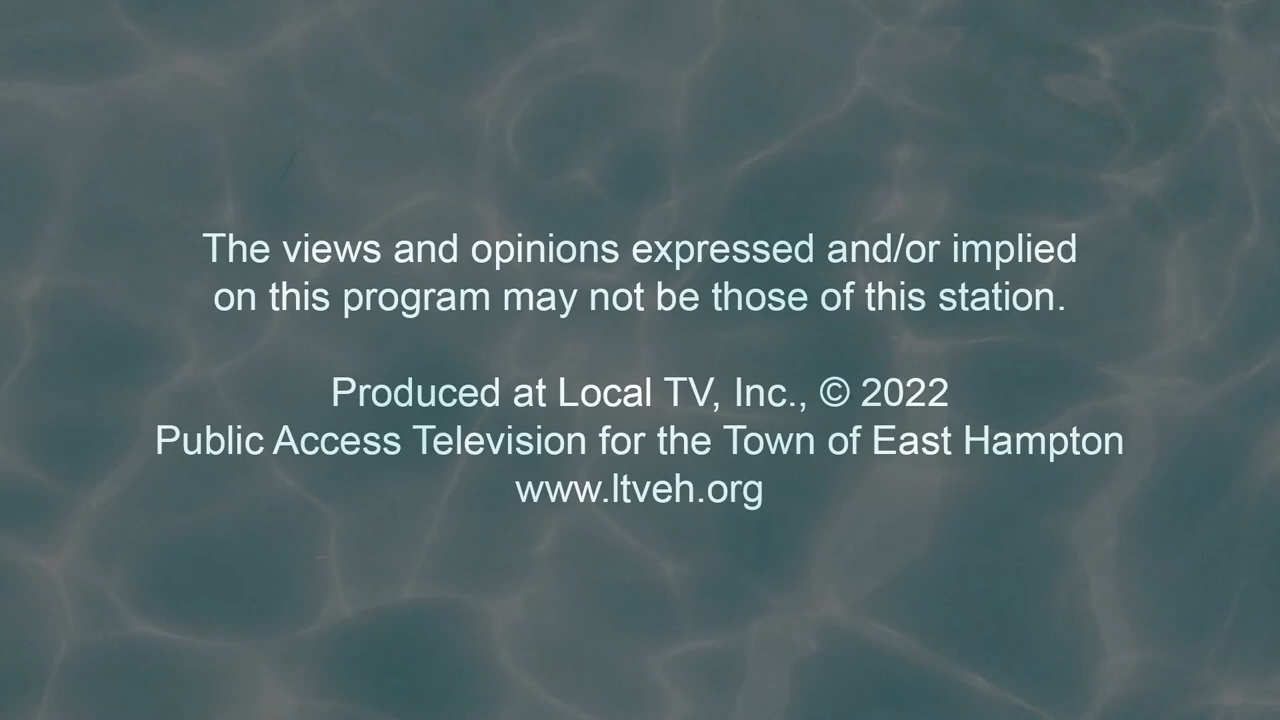 The views and opinions expressed and/or implied
on this program may not be those of this station.
Produced at Local TV, Inc., © 2022
Public Access Television for the Town of East Hampton
www.ltveh.org